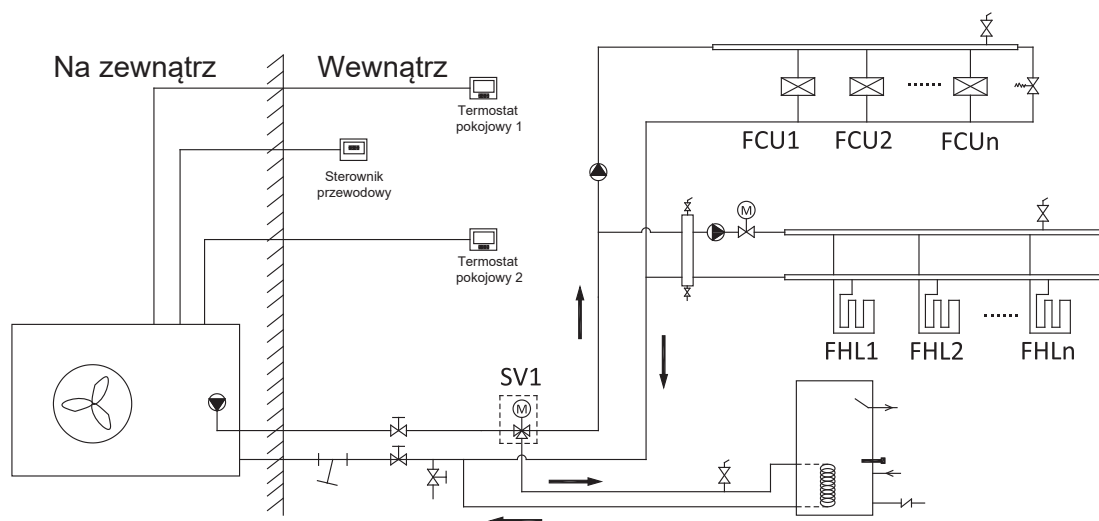 Na zewnątrz
Wewnątrz
Termostat
pokojowy 1
Sterownik
przewodowy
Termostat
pokojowy 2
FCU1
FCU2
FCUn
M
FHL1
FHL2
FHLn
SV1
M